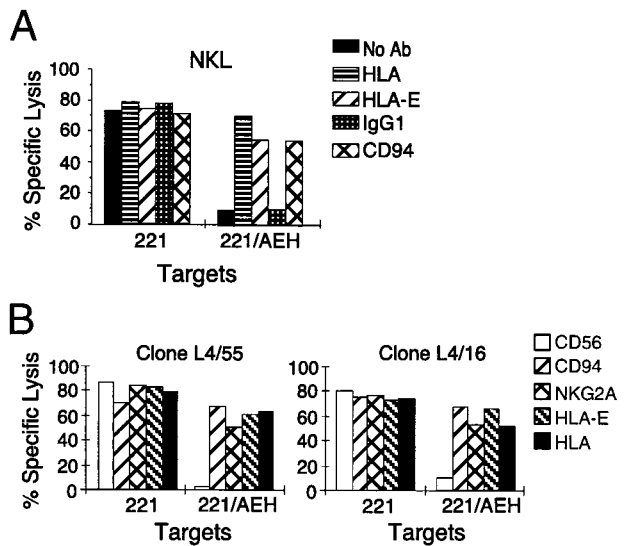 A
NKL
No Ab
HLA
HLA-E
IgG1
CD94
% Specific Lysis
100
80
60
40
20
0
221
221/AEH
Targets
B
Clone L4/55
Clone L4/16
CD56
CD94
NKG2A
HLA-E
HLA
% Specific Lysis
100
80
60
40
20
0
221
221/AEH
Targets
100
80
60
40
20
0
221
221/AEH
Targets